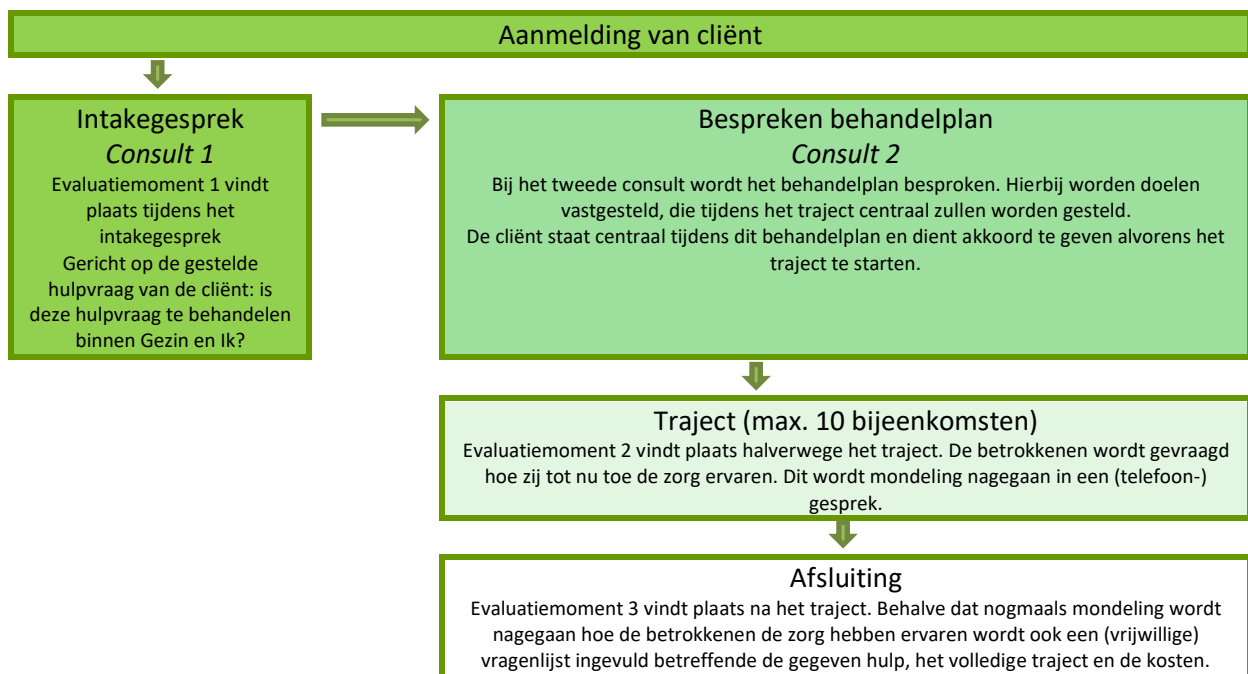 Aanmelding van cliënt
Intakegesprek
Consult 1
Evaluatiemoment 1 vindt
plaats tijdens het
intakegesprek
Gericht op de gestelde
hulpvraag van de cliënt: is
deze hulpvraag te behandelen
binnen Gezin en Ik?
Bespreken behandelplan
Consult 2
Bij het tweede consult wordt het behandelplan besproken. Hierbij worden doelen
vastgesteld, die tijdens het traject centraal zullen worden gesteld.
De cliënt staat centraal tijdens dit behandelplan en dient akkoord te geven alvorens het
traject te starten.
Traject (max. 10 bijeenkomsten)
Evaluatiemoment 2 vindt plaats halverwege het traject. De betrokkenen wordt gevraagd
hoe zij tot nu toe de zorg ervaren. Dit wordt mondeling nagegaan in een (telefoon-)
gesprek.
Afsluiting
Evaluatiemoment 3 vindt plaats na het traject. Behalve dat nogmaals mondeling wordt
nagegaan hoe de betrokkenen de zorg hebben ervaren wordt ook een (vrijwillige)
vragenlijst ingevuld betreffende de gegeven hulp, het volledige traject en de kosten.